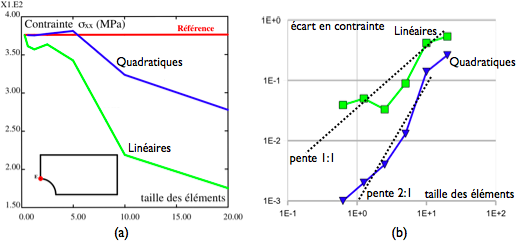 X1.E2
Contrainte σxx (MPa)
4.00
Référence
3.50
3.00
2.50
2.00
1.50
Quadratiques
Linéaires
taille des éléments
0.00
5.00
10.00
15.00
20.00
(a)
1E+0
écart en contrainte
Linéaires
Quadratiques
1E-1
1E-2
pente 1:1
pente 2:1
taille des éléments
1E-3
1E-1
1E+0
1E+1
1E+2
(b)